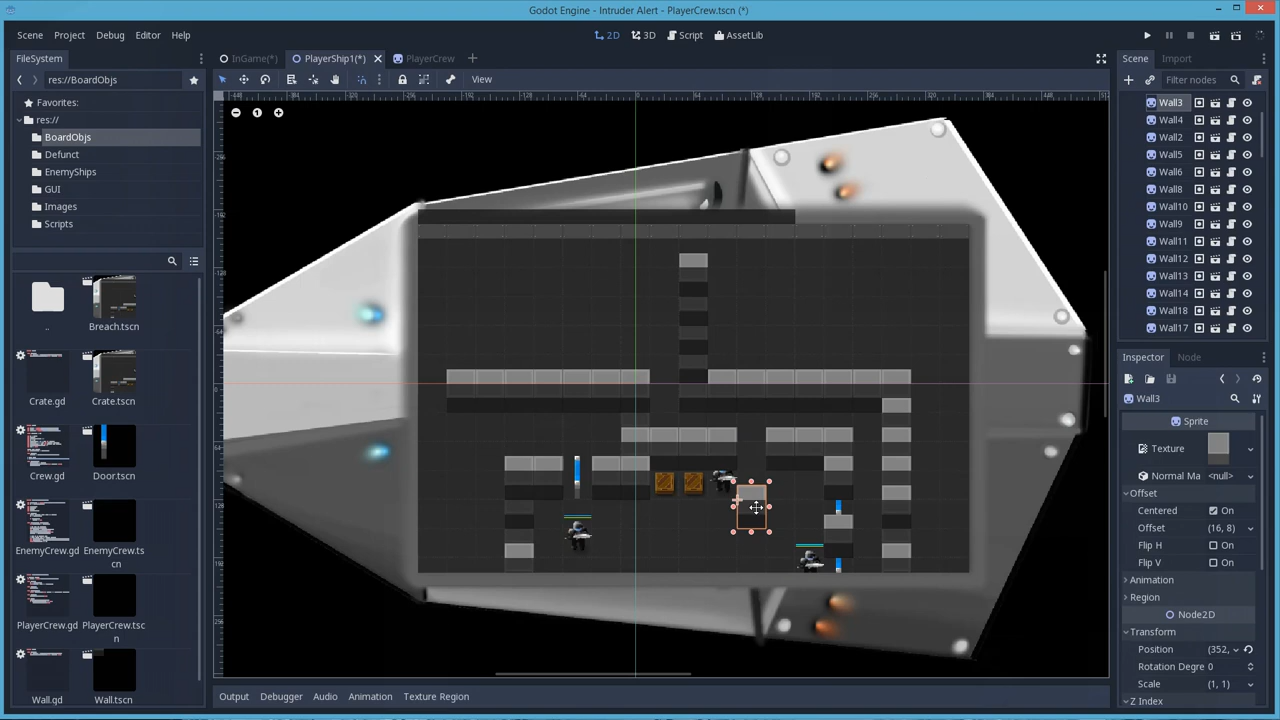 Godot Engine - Intruder Alert - PlayerCrew.tscn (*)
Scene Project Debug Editor Help
2D 3D Script AssetLib
FileSystem
InGame(*) PlayerShip1(*) PlayerCrew
Scene Import
res://BoardObjs
View
Filter nodes
Favorites:
res://
BoardObjs
Defunct
EnemyShips
GUI
Images
Scripts
..
Breach.tscn
Crate.gd
Crate.tscn
Crew.gd
Door.tscn
EnemyCrew.gd
EnemyCrew.ts
cn
PlayerCrew.gd
PlayerCrew.tsc
n
Wall.gd
Wall.tscn
Wall3
Wall4
Wall2
Wall5
Wall6
Wall8
Wall10
Wall9
Wall11
Wall12
Wall13
Wall14
Wall18
Wall17
Inspector Node
Wall3
Sprite
Texture
Normal Ma <null>
Offset
Centered On
Offset (16, 8)
Flip H On
Flip V On
Animation
Region
Node2D
Transform
Position (352,
Rotation Degre 0
Scale (1, 1)
Z Index
Output Debugger Audio Animation Texture Region